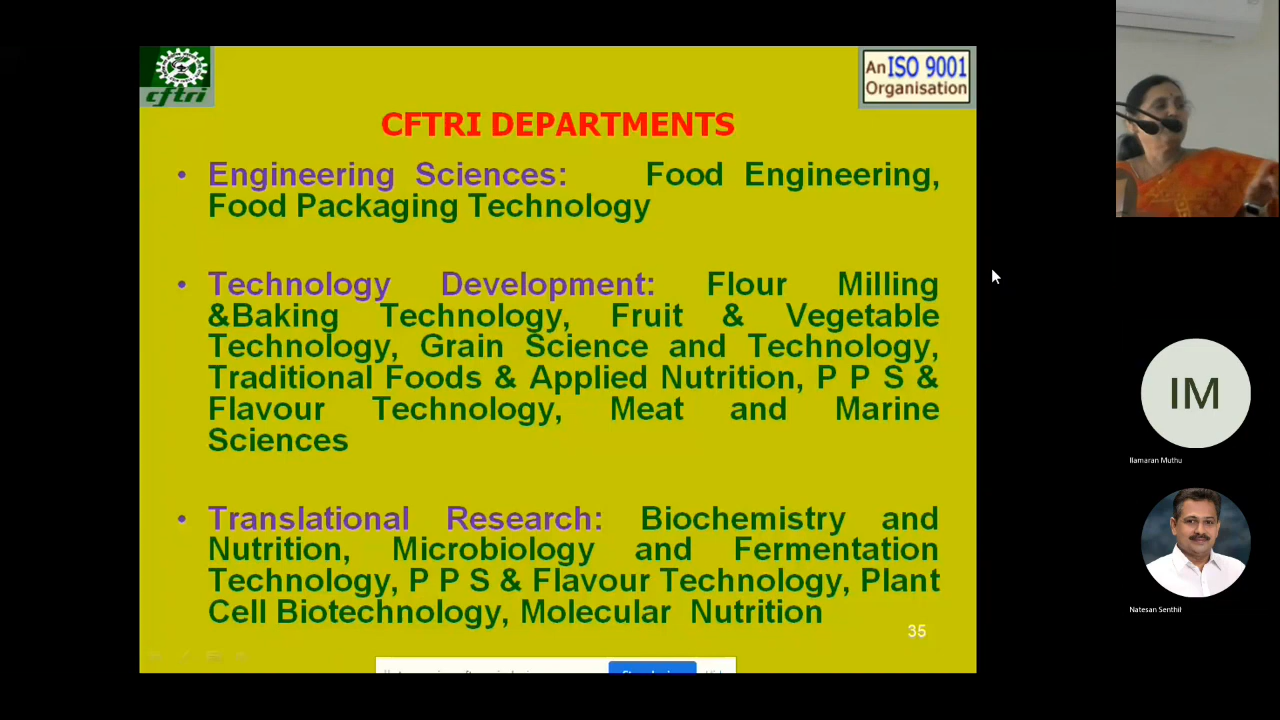 cftri
An ISO 9001
Organisation
CFTRI DEPARTMENTS
• Engineering Sciences: Food Engineering,
Food Packaging Technology
• Technology Development: Flour Milling
&Baking Technology, Fruit & Vegetable
Technology, Grain Science and Technology,
Traditional Foods & Applied Nutrition, P P S &
Flavour Technology, Meat and Marine
Sciences
• Translational Research: Biochemistry and
Nutrition, Microbiology and Fermentation
Technology, P P S & Flavour Technology, Plant
Cell Biotechnology, Molecular Nutrition
35
IM
Ilamaran Muthu
Natesan Senthil